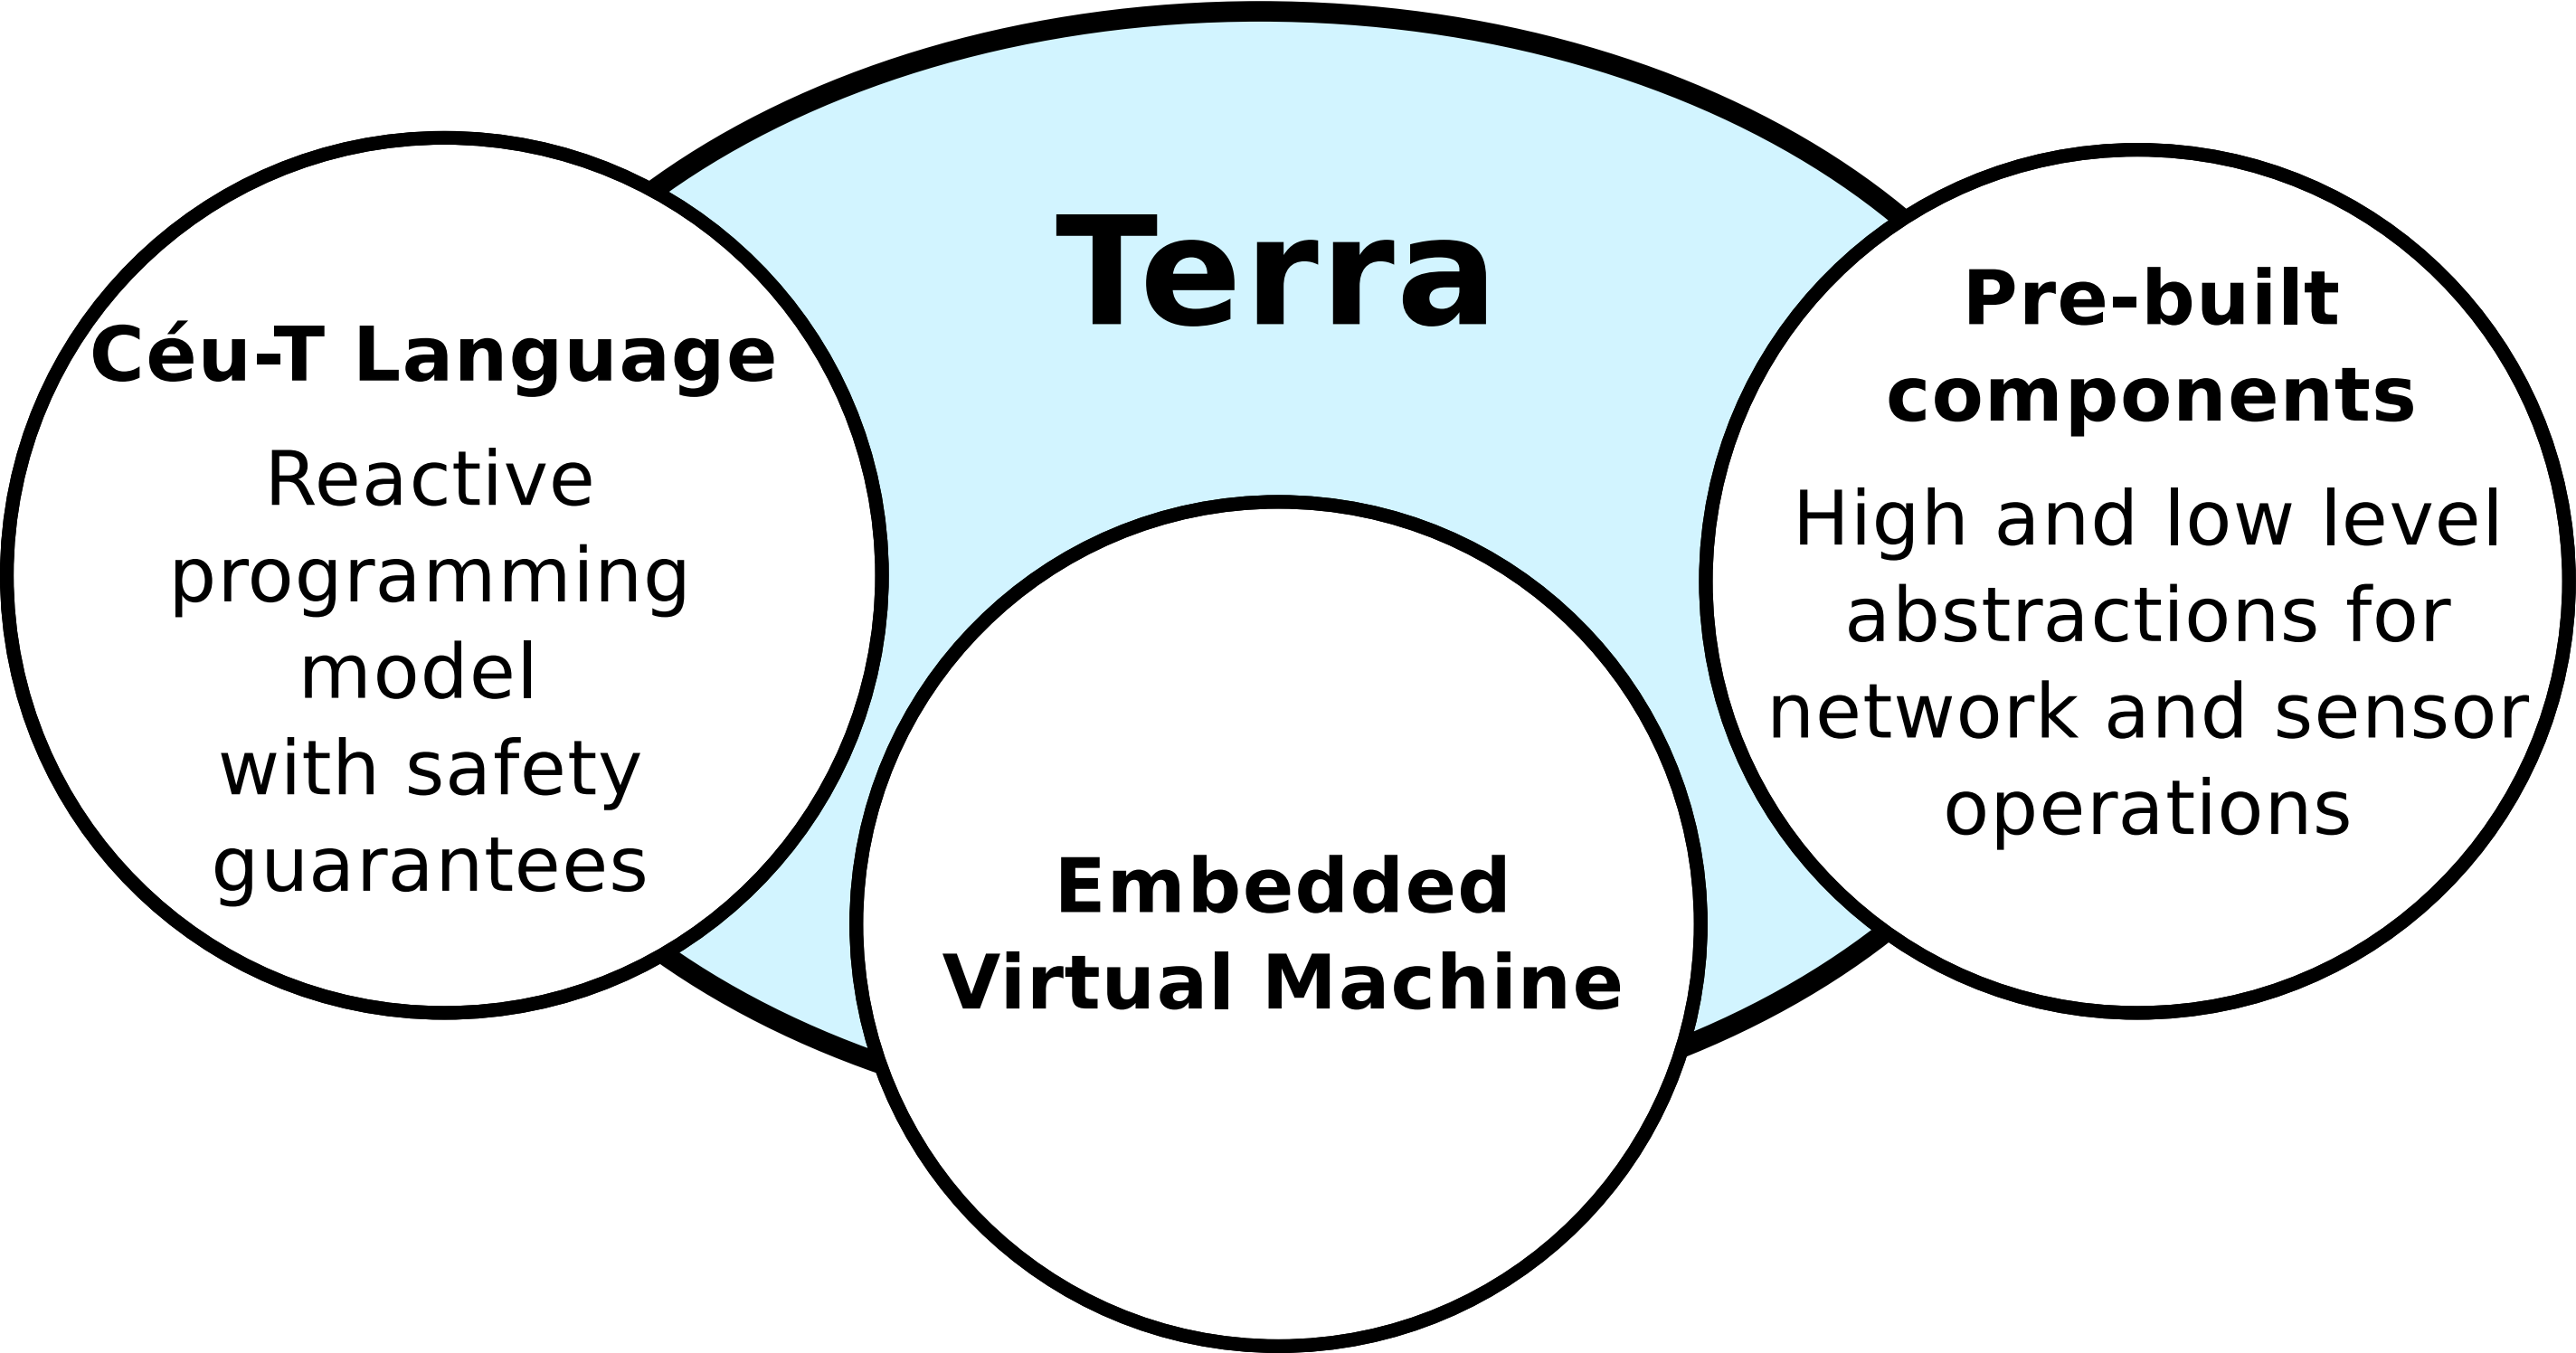 Terra
Céu-T Language
Reactive
programming
model
with safety
guarantees
Embedded
Virtual Machine
Pre-built
components
High and low level
abstractions for
network and sensor
operations